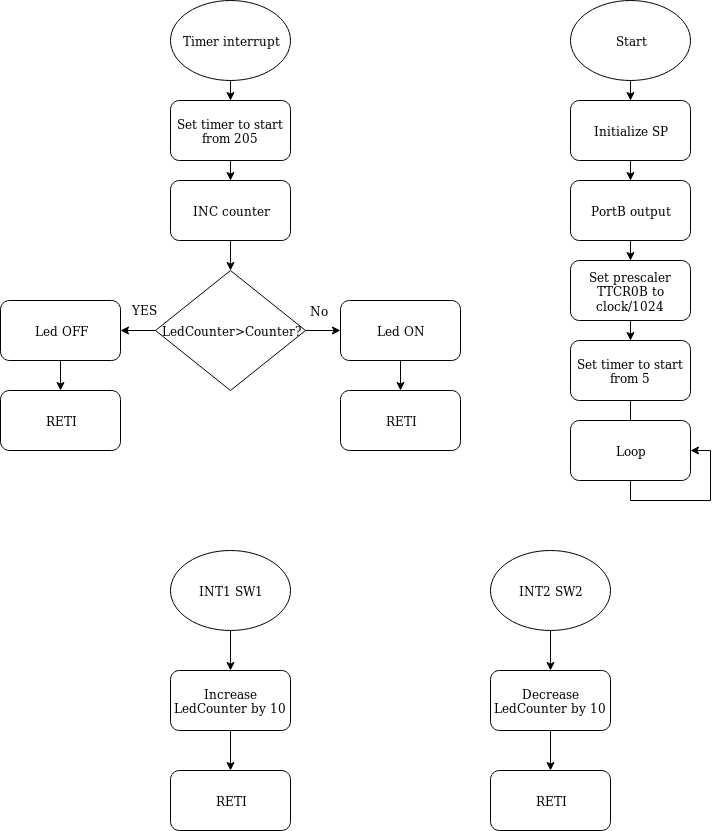 Timer interrupt
Set timer to start
from 205
INC counter
LedCounter>Counter?
YES
No
Led OFF
Led ON
RETI
RETI
Start
Initialize SP
PortB output
Set prescaler
TTCR0B to
clock/1024
Set timer to start
from 5
Loop
INT1 SW1
Increase
LedCounter by 10
RETI
INT2 SW2
Decrease
LedCounter by 10
RETI